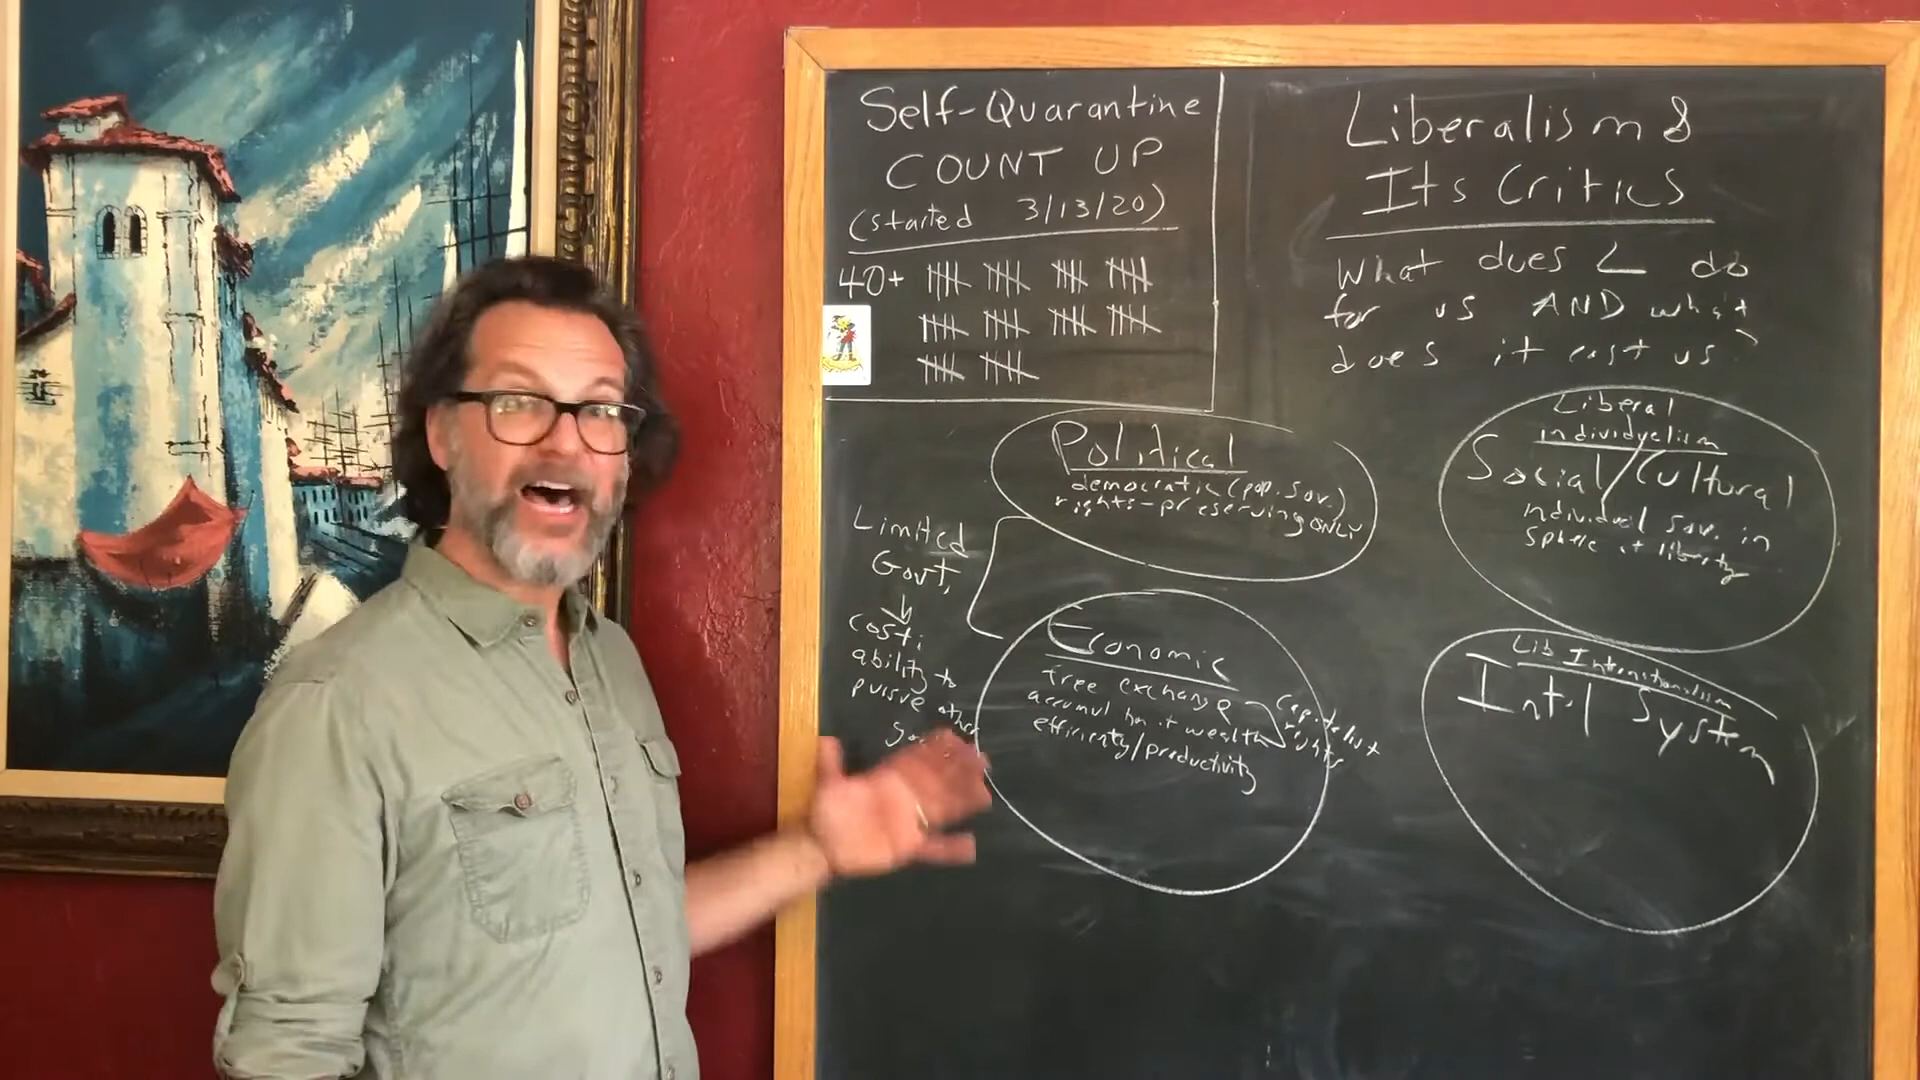 Self-Quarantine
COUNT UP
(started 3/13/20)
40+
Liberalism &
Its Critics
What does L do
for us AND what
does it cost us
Political
democratic (pop. sov.)
rights-preserving ONLY
Limited
Govt,
cost:
ability to
pursue other
Economic
free exchange
accumul of wealth
efficiency/productivity
Capitalist
rights
Liberal
individualism
Social/Cultural
individual sov. in
sphere of liberty
Lib Internationalism
Int'l System